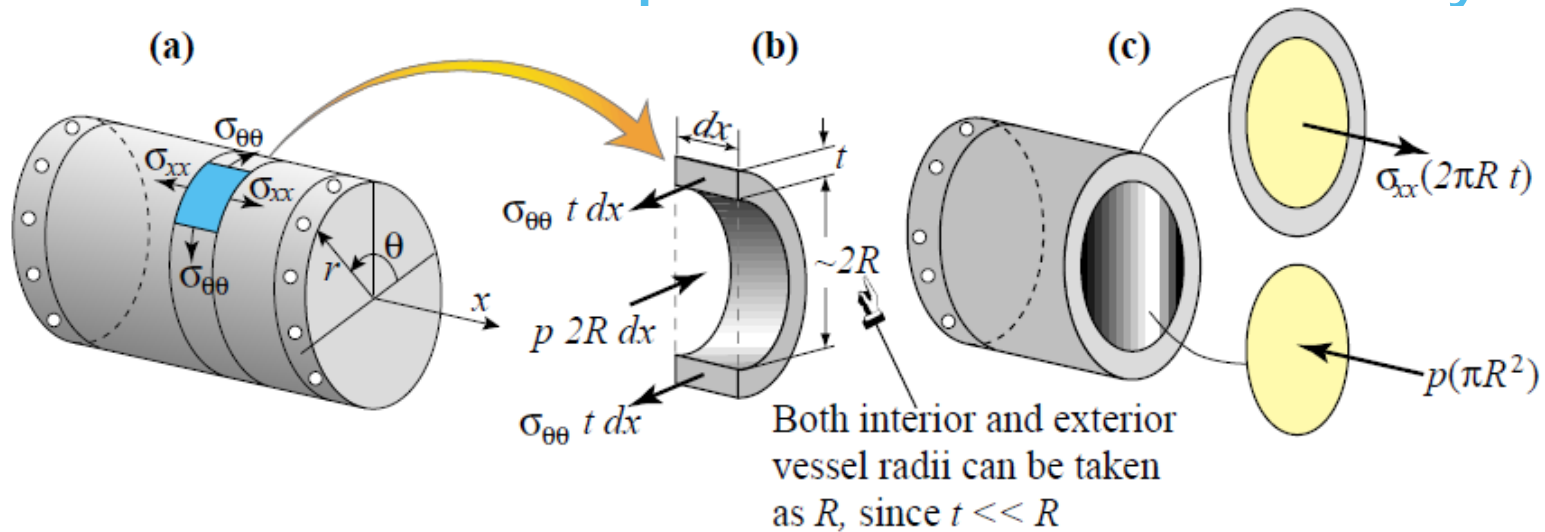 (a)
(b)
(c)
σθθ
σxx
σxx
σθθ
r
θ
x
dx
t
σθθ t dx
~2R
p 2R dx
σθθ t dx
σxx(2πR t)
p(πR²)
Both interior and exterior
vessel radii can be taken
as R, since t << R